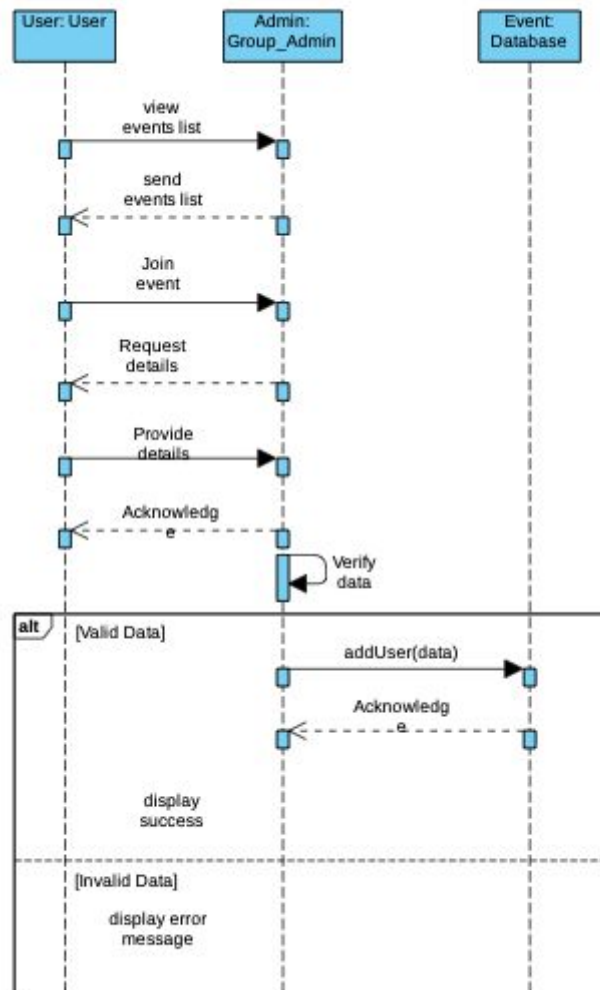 User: User
Admin:
Group_Admin
Event:
Database
view
events list
send
events list
Join
event
Request
details
Provide
details
Acknowledg
e
Verify
data
alt
[Valid Data]
addUser(data)
Acknowledg
e
display
success
[Invalid Data]
display error
message